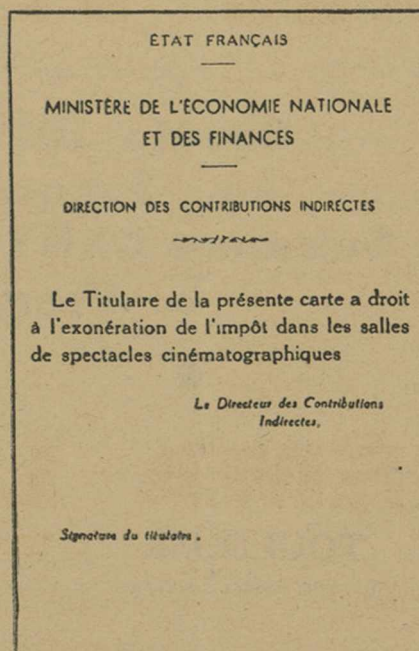 ÉTAT FRANÇAIS
MINISTÈRE DE L'ÉCONOMIE NATIONALE
ET DES FINANCES
DIRECTION DES CONTRIBUTIONS INDIRECTES
Le Titulaire de la présente carte a droit
à l'exonération de l'impôt dans les salles
de spectacles cinématographiques
Le Directeur des Contributions
Indirectes,
Signature du titulaire.